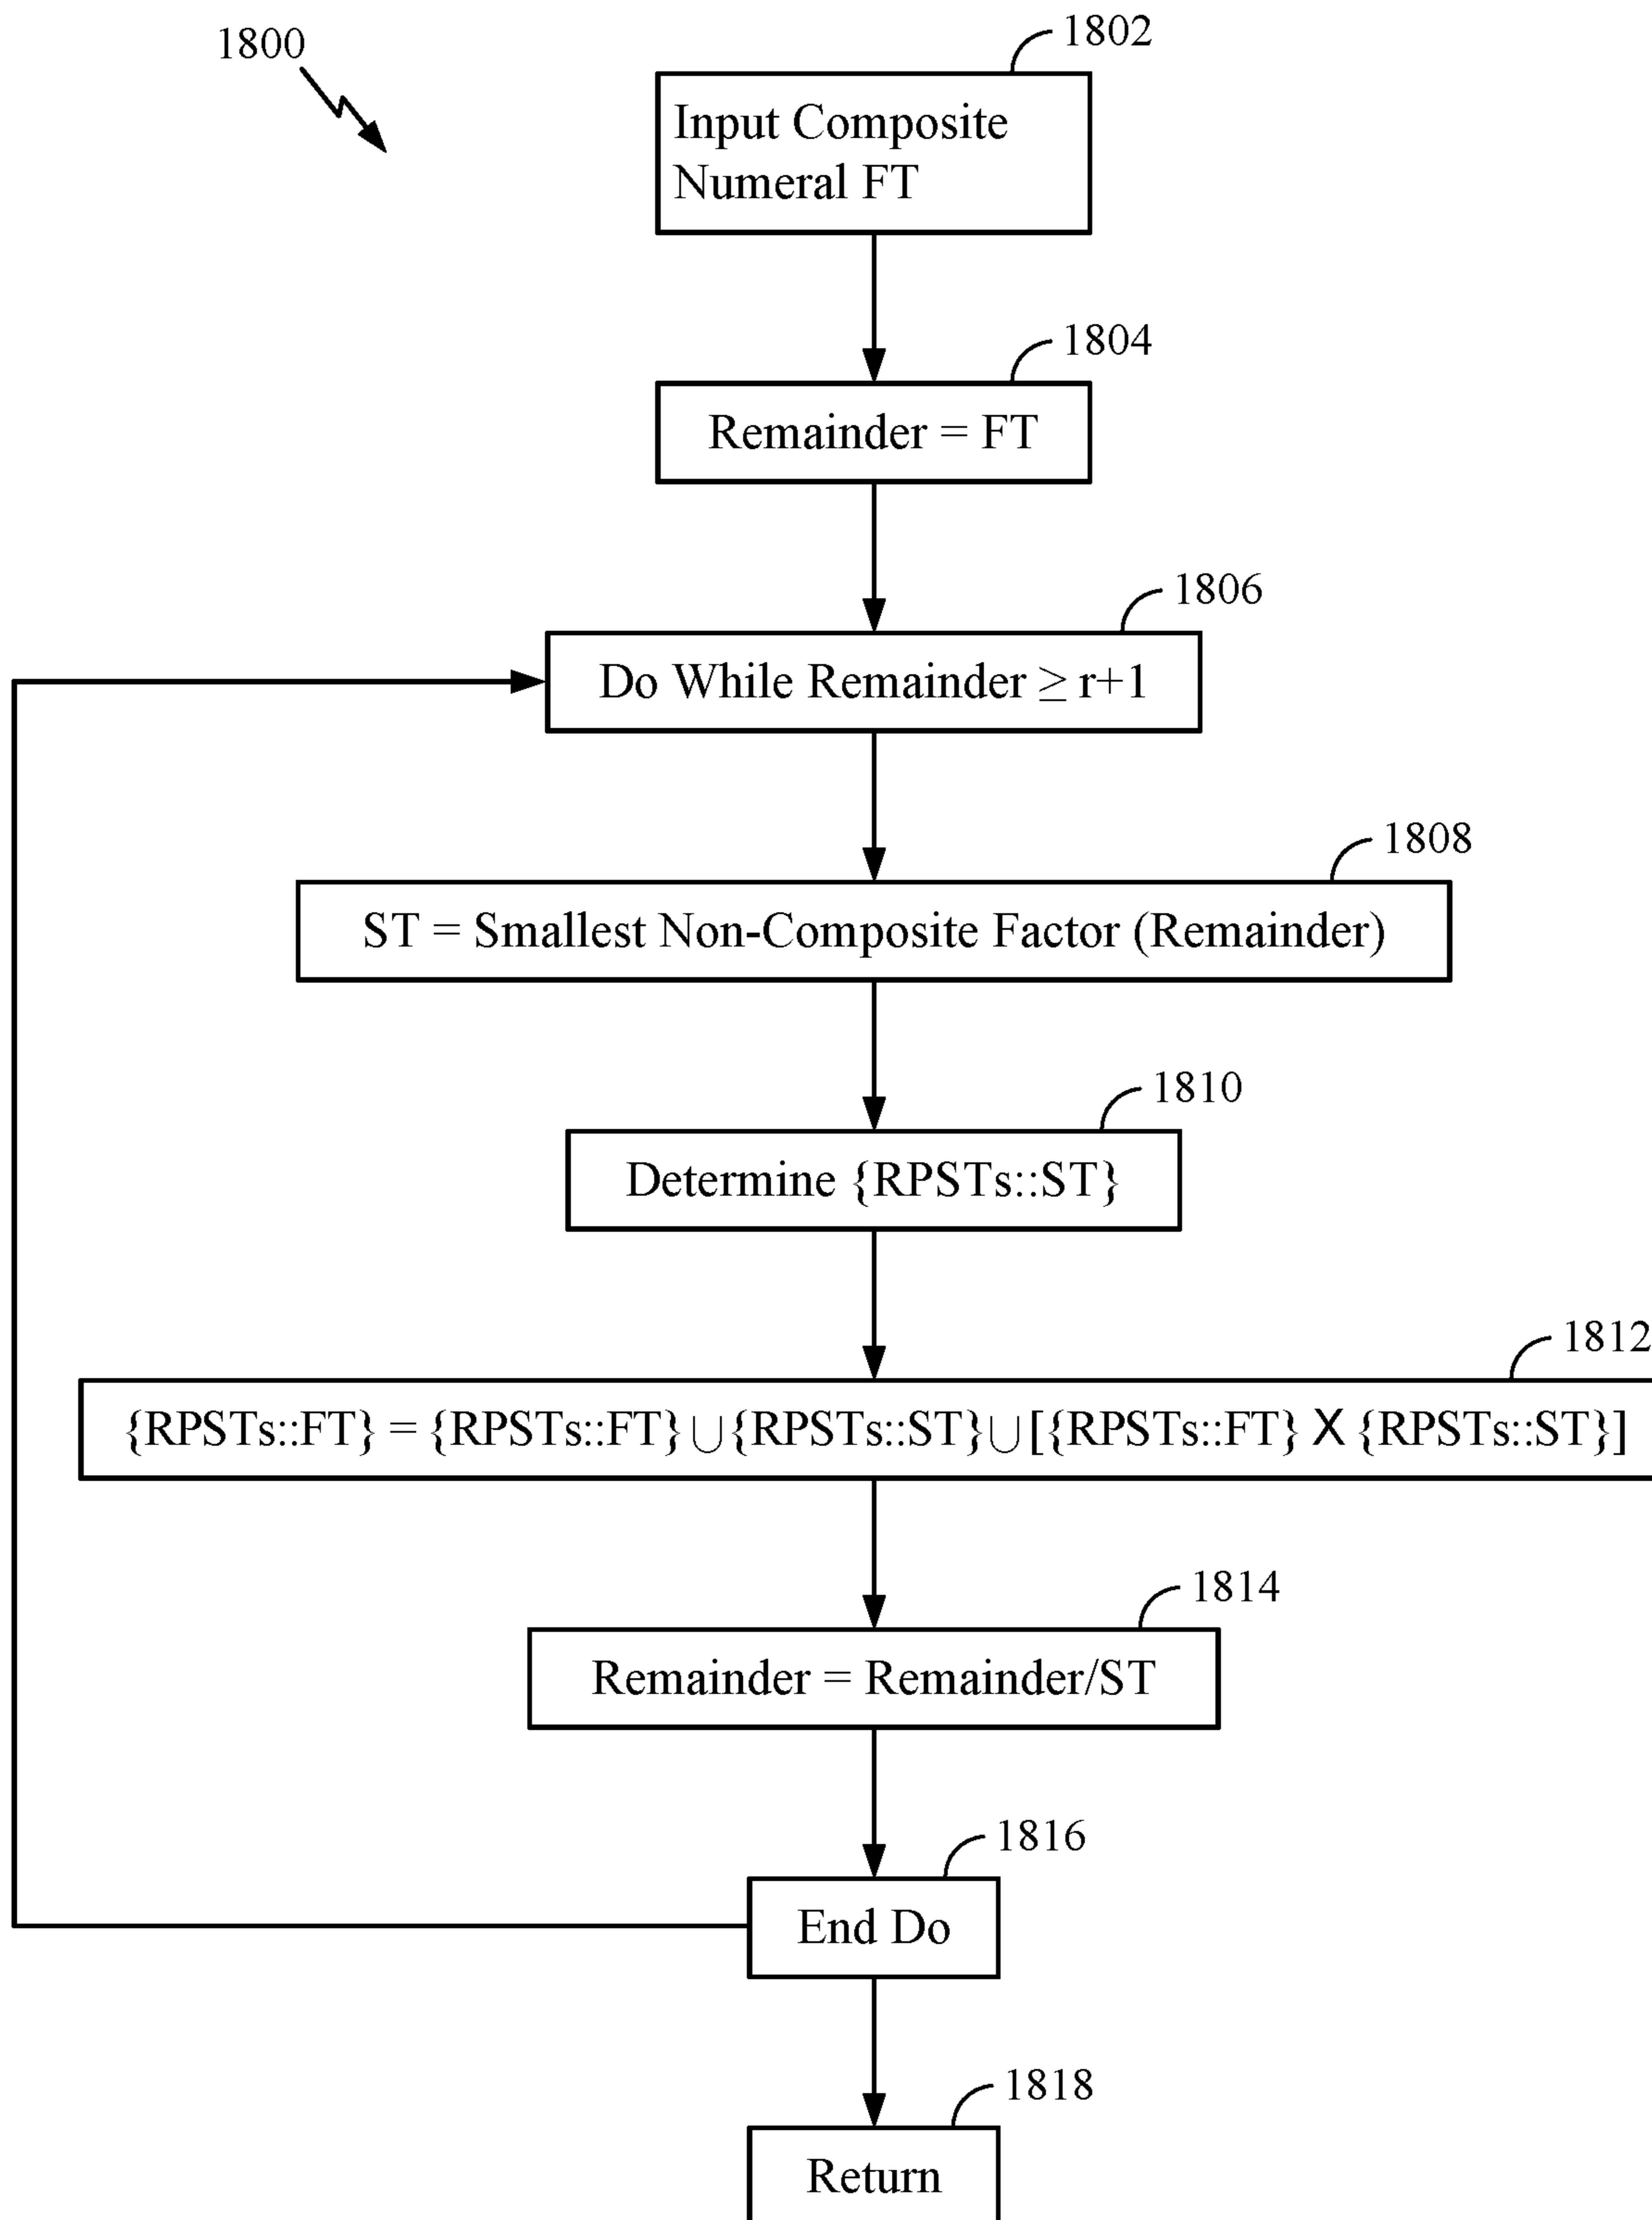 1800
1802
Input Composite
Numeral FT
1804
Remainder = FT
1806
Do While Remainder ≥ r+1
1808
ST = Smallest Non-Composite Factor (Remainder)
1810
Determine {RPSTs::ST}
1812
{RPSTs::FT} = {RPSTs::FT}∪{RPSTs::ST}∪[{RPSTs::FT} X {RPSTs::ST}]
1814
Remainder = Remainder/ST
1816
End Do
1818
Return